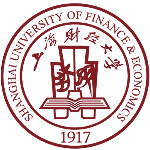 SHANGHAI UNIVERSITY OF FINANCE & ECONOMICS
上海财经大学
1917